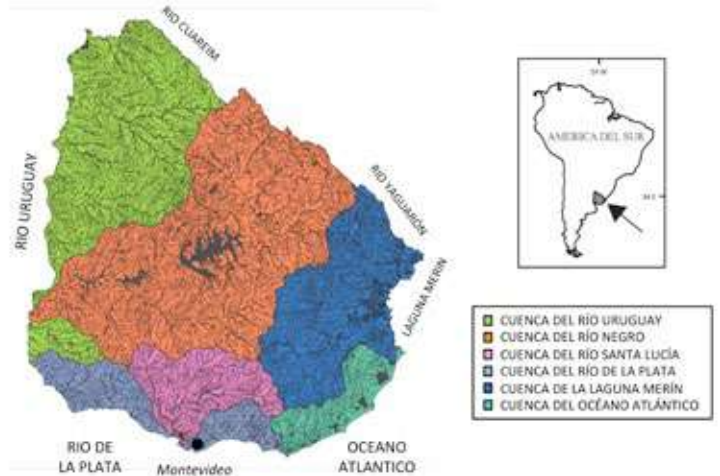 RIO CUAREIM
RIO URUGUAY
RIO YAGUARÓN
LAGUNA MERIN
RIO DE
LA PLATA
Montevideo
OCEANO
ATLANTICO
AMERICA DEL SUR
CUENCA DEL RÍO URUGUAY
CUENCA DEL RÍO NEGRO
CUENCA DEL RÍO SANTA LUCÍA
CUENCA DEL RÍO DE LA PLATA
CUENCA DE LA LAGUNA MERÍN
CUENCA DEL OCÉANO ATLÁNTICO